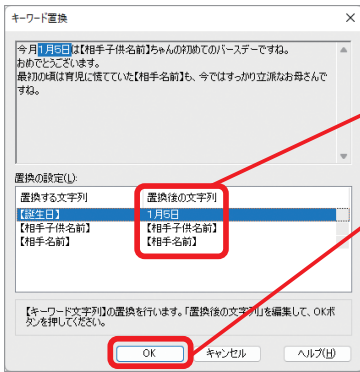 キーワード置換
今月1月5日は【相手子供名前】ちゃんの初めてのバースデーですね。
おめでとうございます。
最初の頃は育児に慌てていた【相手名前】も、今ではすっかり立派なお母さんで
すね。
置換の設定(L):
置換する文字列 置換後の文字列
【誕生日】 1月5日
【相手子供名前】 【相手子供名前】
【相手名前】 【相手名前】
【キーワード文字列】の置換を行います。「置換後の文字列」を編集して、OKボ
タンを押してください。
OK キャンセル ヘルプ(H)